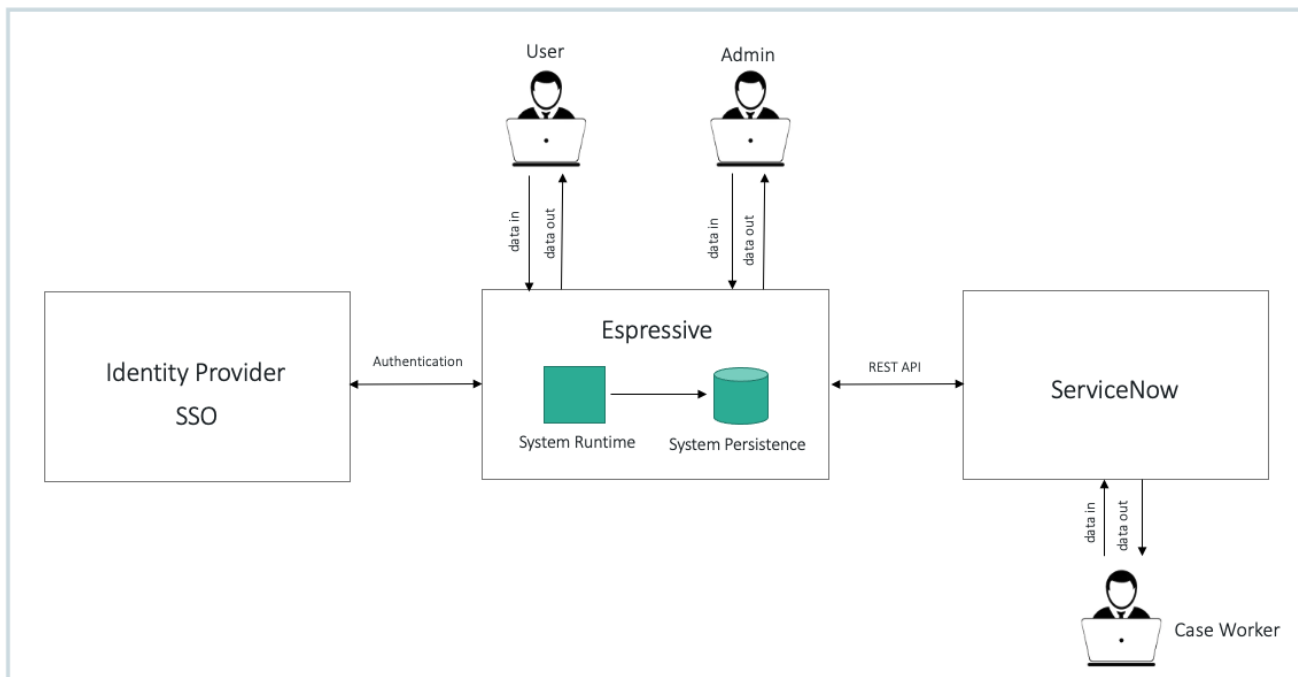 User
Admin
data in
data out
data in
data out
Identity Provider
SSO
Authentication
Espressive
System Runtime
System Persistence
REST API
ServiceNow
data in
data out
Case Worker